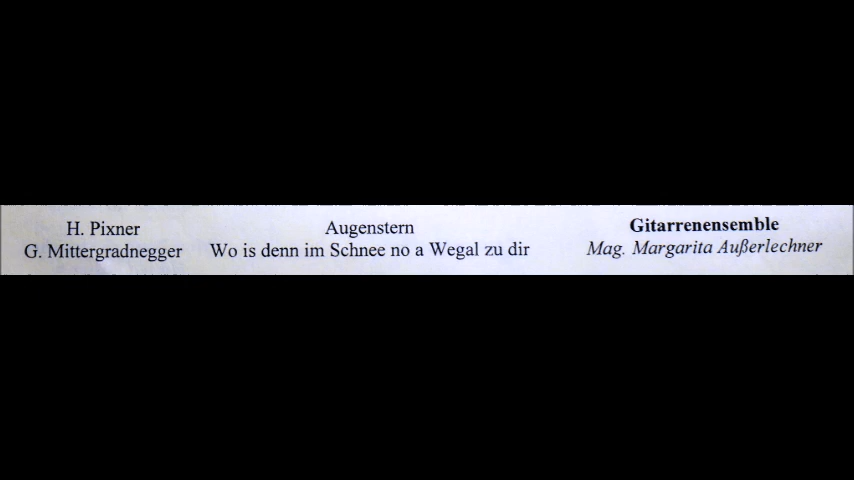 H. Pixner Augenstern Gitarrenensemble
G. Mittergradnegger Wo is denn im Schnee no a Wegal zu dir Mag. Margarita Außerlechner